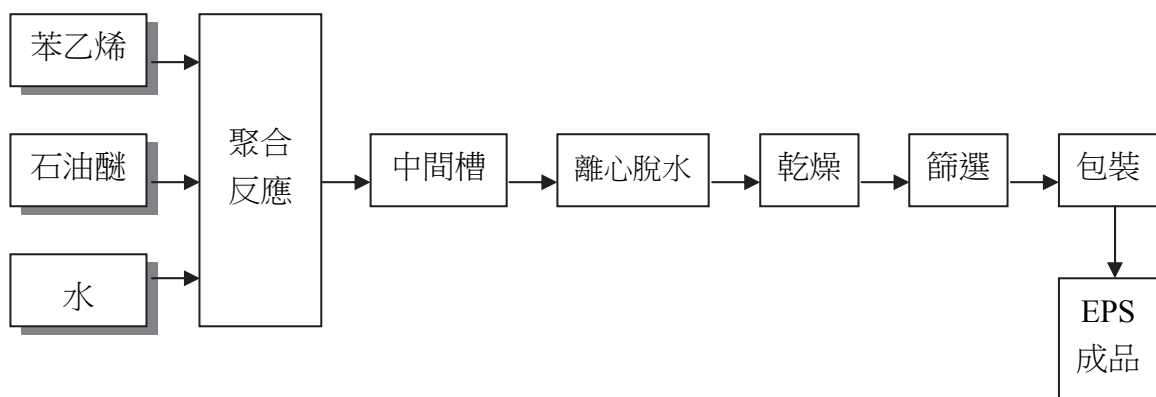 苯乙烯
石油醚
水
聚合
反應
中間槽
離心脫水
乾燥
篩選
包裝
EPS
成品